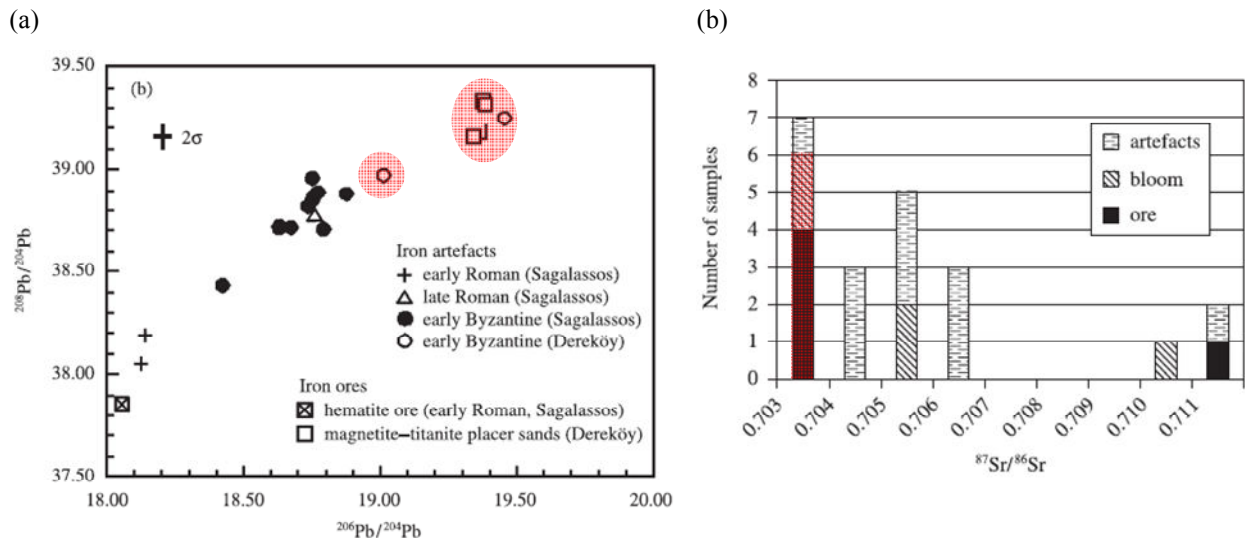 (a)
(b)
39.50
39.00
38.50
38.00
37.50
208Pb/204Pb
(b)
2σ
Iron artefacts
early Roman (Sagalassos)
late Roman (Sagalassos)
early Byzantine (Sagalassos)
early Byzantine (Dereköy)
Iron ores
hematite ore (early Roman, Sagalassos)
magnetite–titanite placer sands (Dereköy)
18.00 18.50 19.00 19.50 20.00
206Pb/204Pb
8
7
6
5
4
3
2
1
0
Number of samples
artefacts
bloom
ore
0.703 0.704 0.705 0.706 0.707 0.708 0.709 0.710 0.711
87Sr/86Sr